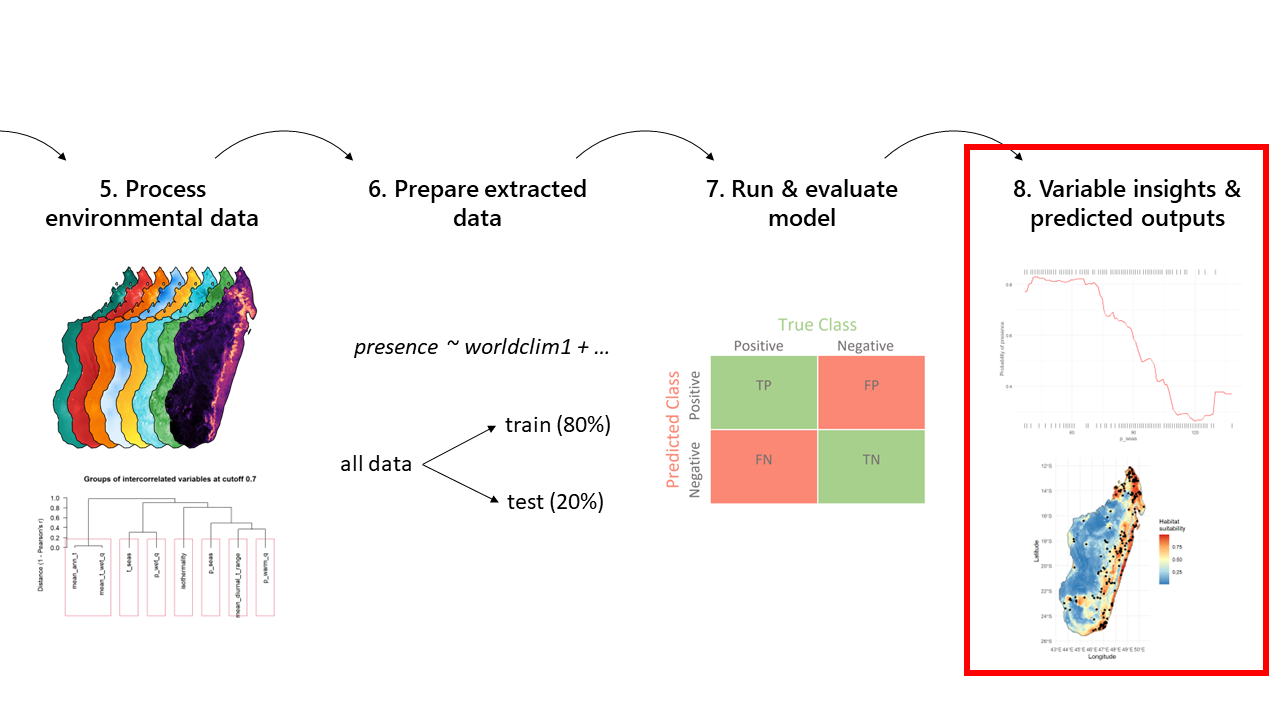 5. Process
environmental data
6. Prepare extracted
data
7. Run & evaluate
model
8. Variable insights &
predicted outputs
presence ~ worldclim1 + ...
all data
train (80%)
test (20%)
True Class
Positive
Negative
Predicted Class
Positive
Negative
TP
FP
FN
TN
Groups of intercorrelated variables at cutoff 0.7
Distance (1 - Pearson's r)
1.0
0.8
0.6
0.4
0.2
0.0
mean_ann_t
mean_t_wet_q
t_seas
p_wet_q
isothermality
p_seas
mean_diurnal_t_range
p_warm_q
Probability of presence
0.8
0.6
0.4
60
90
120
p_seas
Latitude
12°S
14°S
16°S
18°S
20°S
22°S
24°S
26°S
43°E 44°E 45°E 46°E 47°E 48°E 49°E 50°E
Longitude
Habitat
suitability
0.75
0.50
0.25